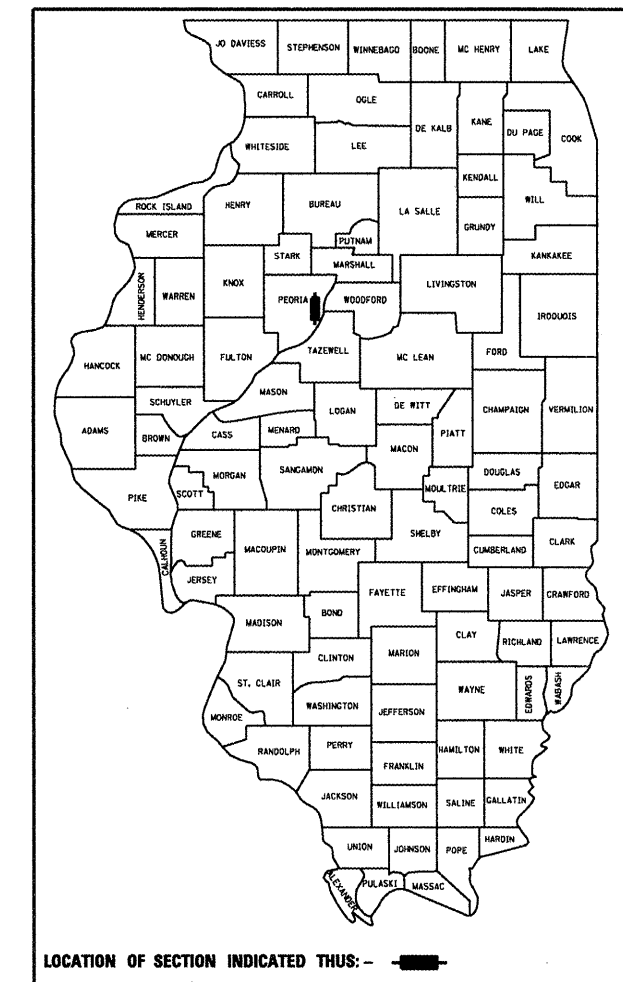 JO DAVIESS STEPHENSON WINNEBAGO BOONE MC HENRY LAKE
CARROLL OGLE DE KALB KANE DU PAGE COOK
WHITESIDE LEE KENDALL WILL
ROCK ISLAND HENRY BUREAU LA SALLE GRUNDY
MERCER PUTNAM KANKAKEE
STARK MARSHALL
HENDERSON WARREN KNOX PEORIA WOODFORD LIVINGSTON IROQUOIS
HANCOCK MC DONOUGH FULTON TAZEWELL MC LEAN FORD
SCHUYLER MASON LOGAN DE WITT CHAMPAIGN VERMILION
ADAMS BROWN CASS MENARD MACON PIATT
PIKE SCOTT MORGAN SANGAMON CHRISTIAN MOULTRIE DOUGLAS EDGAR
COLES
CALHOUN GREENE MACOUPIN MONTGOMERY SHELBY CUMBERLAND CLARK
JERSEY FAYETTE EFFINGHAM JASPER CRAWFORD
MADISON BOND CLAY RICHLAND LAWRENCE
CLINTON MARION
ST. CLAIR WASHINGTON JEFFERSON WAYNE EDWARDS WABASH
MONROE
RANDOLPH PERRY FRANKLIN HAMILTON WHITE
JACKSON WILLIAMSON SALINE GALLATIN
UNION JOHNSON POPE HARDIN
ALEXANDER PULASKI MASSAC
LOCATION OF SECTION INDICATED THUS: -